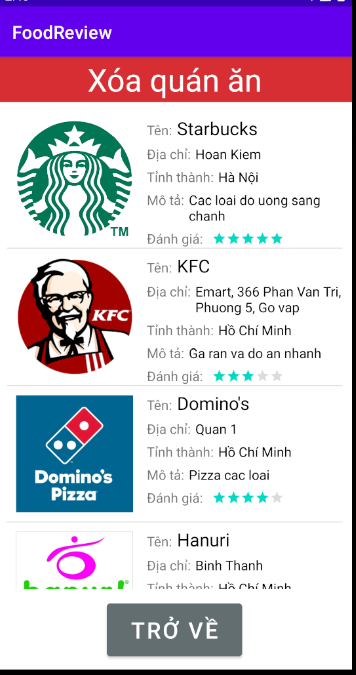 FoodReview
Xóa quán ăn
Tên: Starbucks
Địa chỉ: Hoan Kiem
Tỉnh thành: Hà Nội
Mô tả: Cac loai do uong sang
chanh
Đánh giá:
TM
Tên: KFC
Địa chỉ: Emart, 366 Phan Van Tri,
Phuong 5, Go vap
Tỉnh thành: Hồ Chí Minh
Mô tả: Ga ran va do an nhanh
Đánh giá:
KFC
Tên: Domino's
Địa chỉ: Quan 1
Tỉnh thành: Hồ Chí Minh
Mô tả: Pizza cac loai
Đánh giá:
Domino's
Pizza
Tên: Hanuri
Địa chỉ: Binh Thanh
Tỉnh thành: Hồ Chí Minh
hanuri
TRỞ VỀ